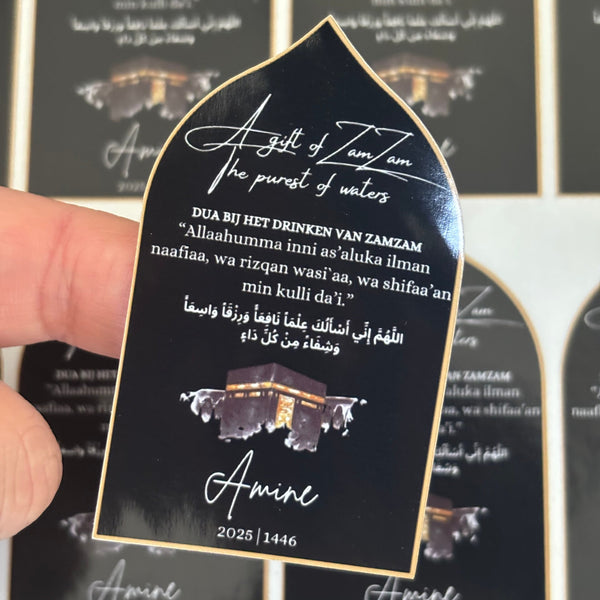 A gift of ZamZam
The purest of waters
DUA BIJ HET DRINKEN VAN ZAMZAM
“Allaahumma inni as'aluka ilman
naafiaa, wa rizqan wasi`aa, wa shifaa'an
min kulli da'i.”
اللَّهُمَّ إِنِّي أَسْأَلُكَ عِلْمَاً نَافِعَاً وَرِزْقَاً وَاسِعَاً
وَشِفَاءً مِنْ كُلِّ دَاءٍ
Amine
2025 | 1446